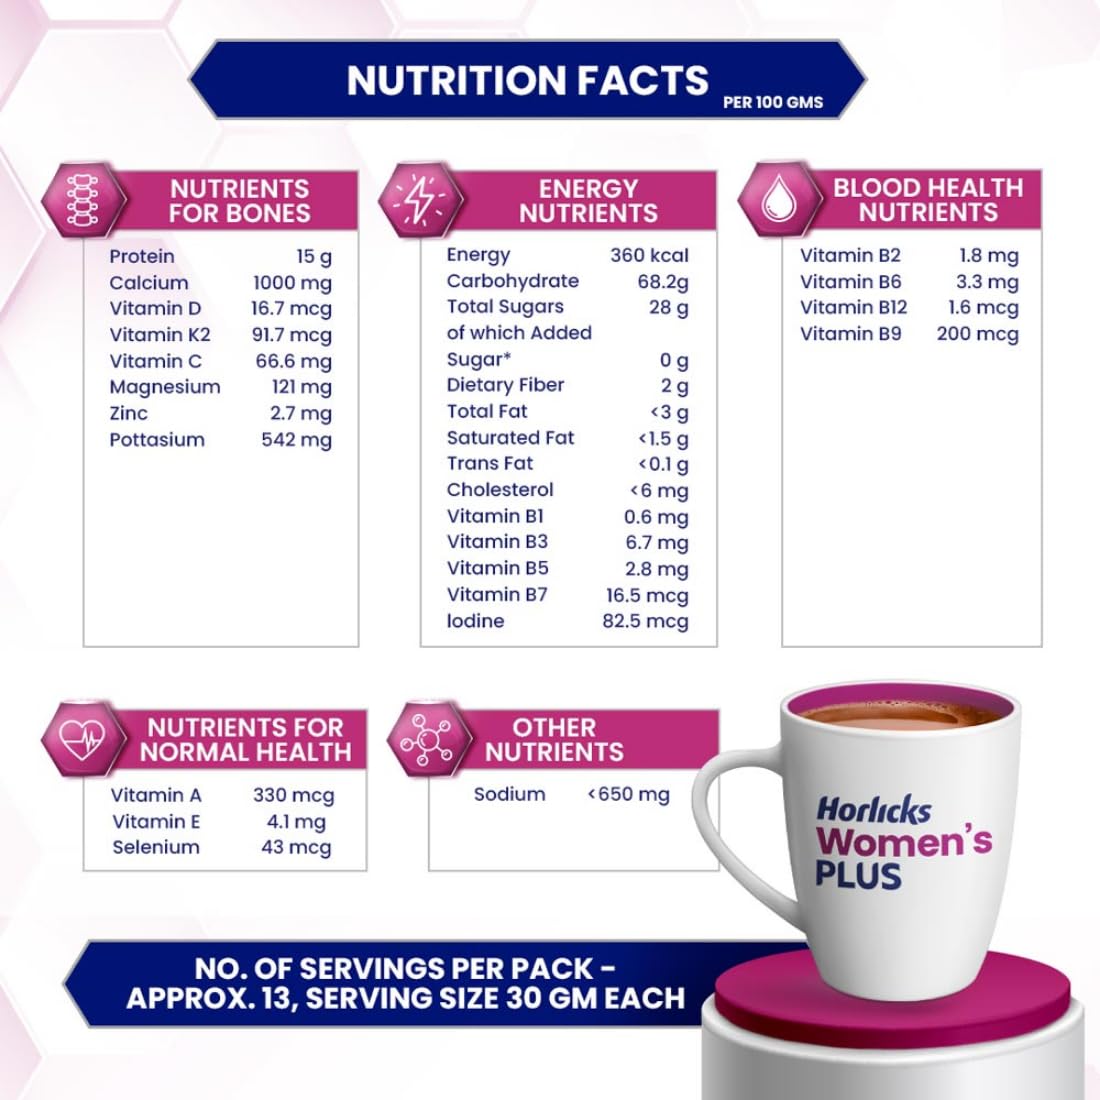 NUTRITION FACTS
PER 100 GMS
NUTRIENTS
FOR BONES
Protein 15 g
Calcium 1000 mg
Vitamin D 16.7 mcg
Vitamin K2 91.7 mcg
Vitamin C 66.6 mg
Magnesium 121 mg
Zinc 2.7 mg
Pottasium 542 mg
ENERGY
NUTRIENTS
Energy 360 kcal
Carbohydrate 68.2g
Total Sugars 28 g
of which Added
Sugar* 0 g
Dietary Fiber 2 g
Total Fat <3 g
Saturated Fat <1.5 g
Trans Fat <0.1 g
Cholesterol <6 mg
Vitamin B1 0.6 mg
Vitamin B3 6.7 mg
Vitamin B5 2.8 mg
Vitamin B7 16.5 mcg
Iodine 82.5 mcg
BLOOD HEALTH
NUTRIENTS
Vitamin B2 1.8 mg
Vitamin B6 3.3 mg
Vitamin B12 1.6 mcg
Vitamin B9 200 mcg
NUTRIENTS FOR
NORMAL HEALTH
Vitamin A 330 mcg
Vitamin E 4.1 mg
Selenium 43 mcg
OTHER
NUTRIENTS
Sodium <650 mg
Horlicks
Women's
PLUS
NO. OF SERVINGS PER PACK -
APPROX. 13, SERVING SIZE 30 GM EACH